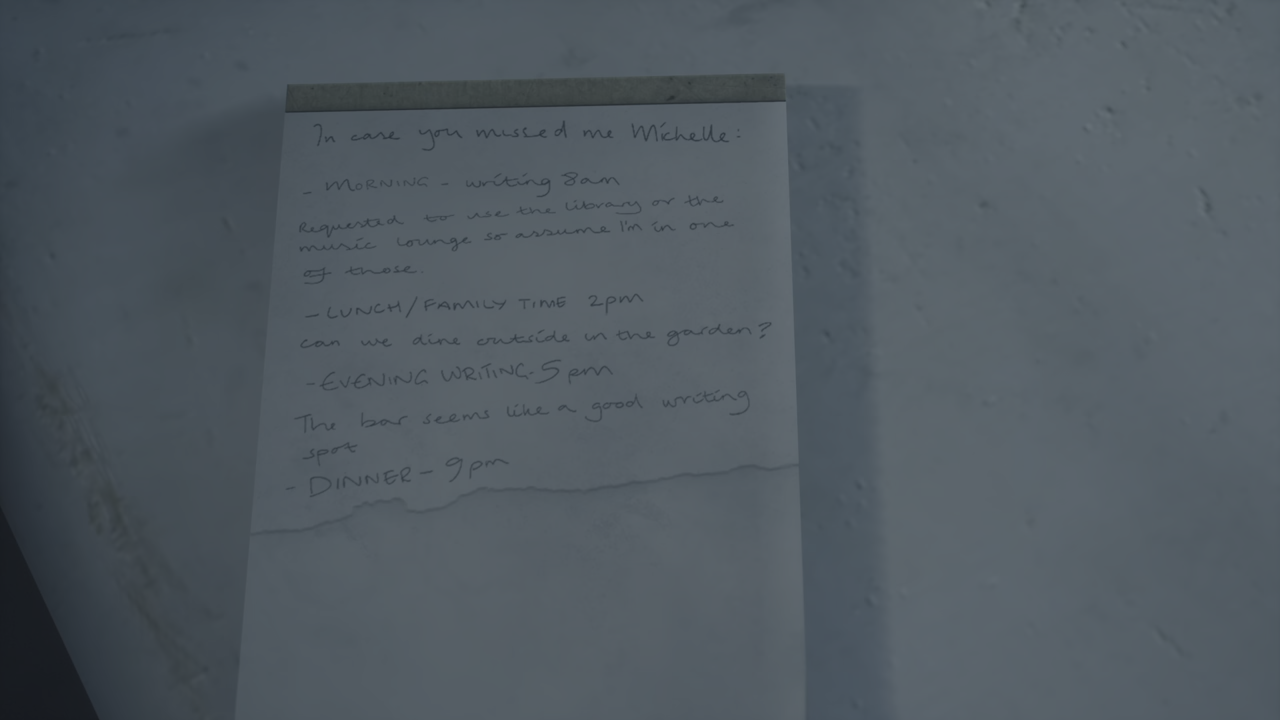 In case you missed me Michelle:
- MORNING - writing 8am
Requested to use the library or the
music lounge so assume I'm in one
of those.
- LUNCH/FAMILY TIME 2pm
can we dine outside in the garden?
- EVENING WRITING - 5pm
The bar seems like a good writing
spot
- DINNER - 9pm